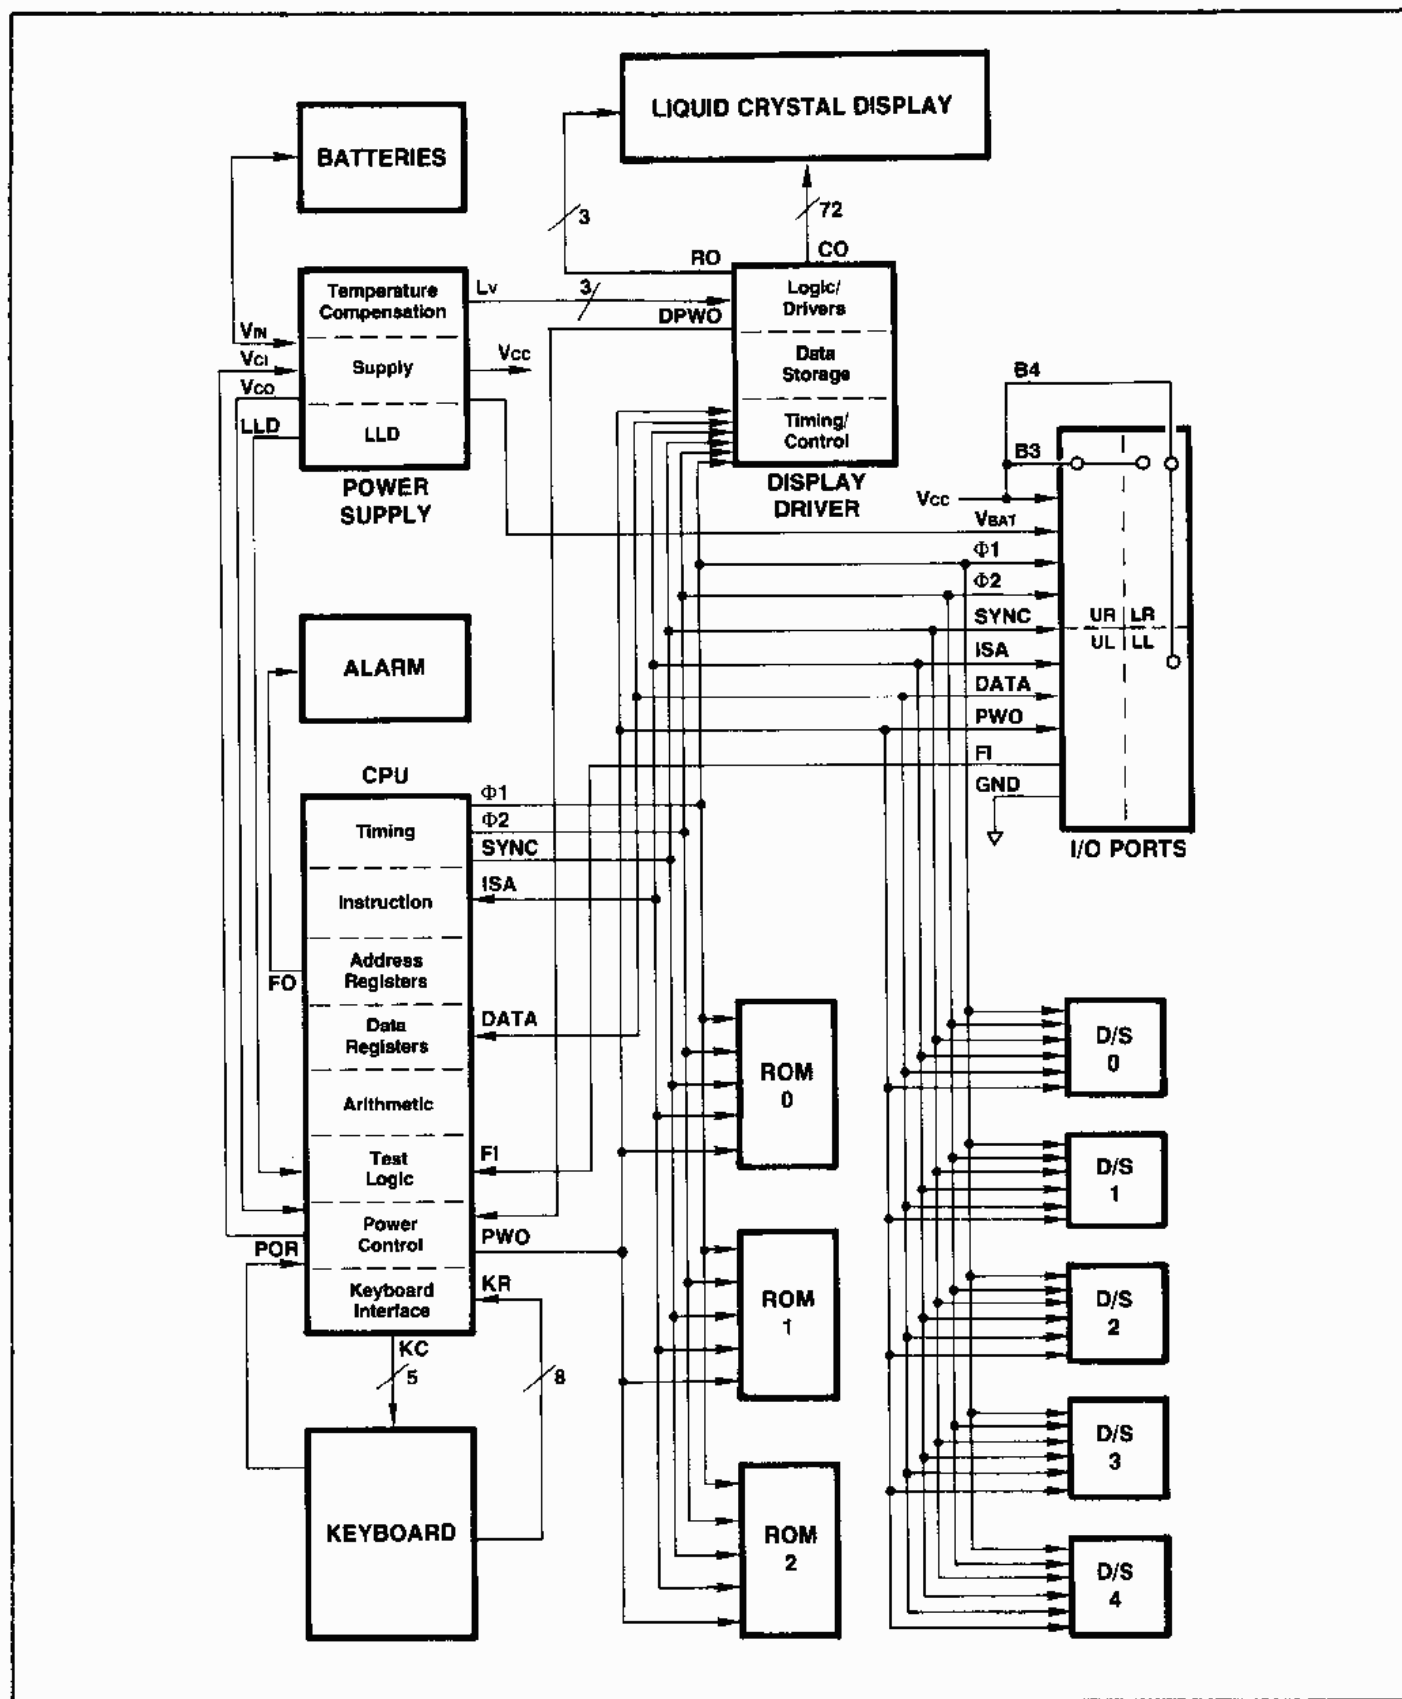 LIQUID CRYSTAL DISPLAY
BATTERIES
3
72
RO
CO
Temperature
Compensation
Lv
3
Logic/
Drivers
DPWO
VIN
VCI
Supply
VCC
Data
Storage
VCO
LLD
LLD
Timing/
Control
POWER
SUPPLY
DISPLAY
DRIVER
B4
B3
VCC
VBAT
Φ1
Φ2
SYNC
ISA
DATA
PWO
FI
GND
UR LR
UL LL
I/O PORTS
ALARM
CPU
Φ1
Φ2
SYNC
ISA
DATA
FI
PWO
KR
Timing
Instruction
Address
Registers
FO
Data
Registers
Arithmetic
Test
Logic
Power
Control
POR
Keyboard
Interface
KC
5
8
KEYBOARD
ROM
0
ROM
1
ROM
2
D/S
0
D/S
1
D/S
2
D/S
3
D/S
4